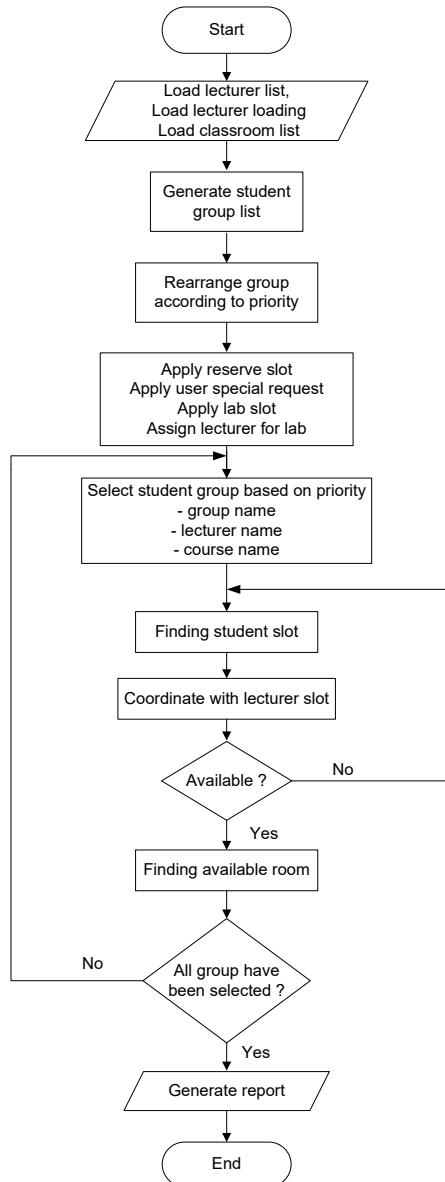 Start
Load lecturer list,
Load lecturer loading
Load classroom list
Generate student
group list
Rearrange group
according to priority
Apply reserve slot
Apply user special request
Apply lab slot
Assign lecturer for lab
Select student group based on priority
- group name
- lecturer name
- course name
Finding student slot
Coordinate with lecturer slot
Available ?
No
Yes
Finding available room
No
All group have
been selected ?
Yes
Generate report
End